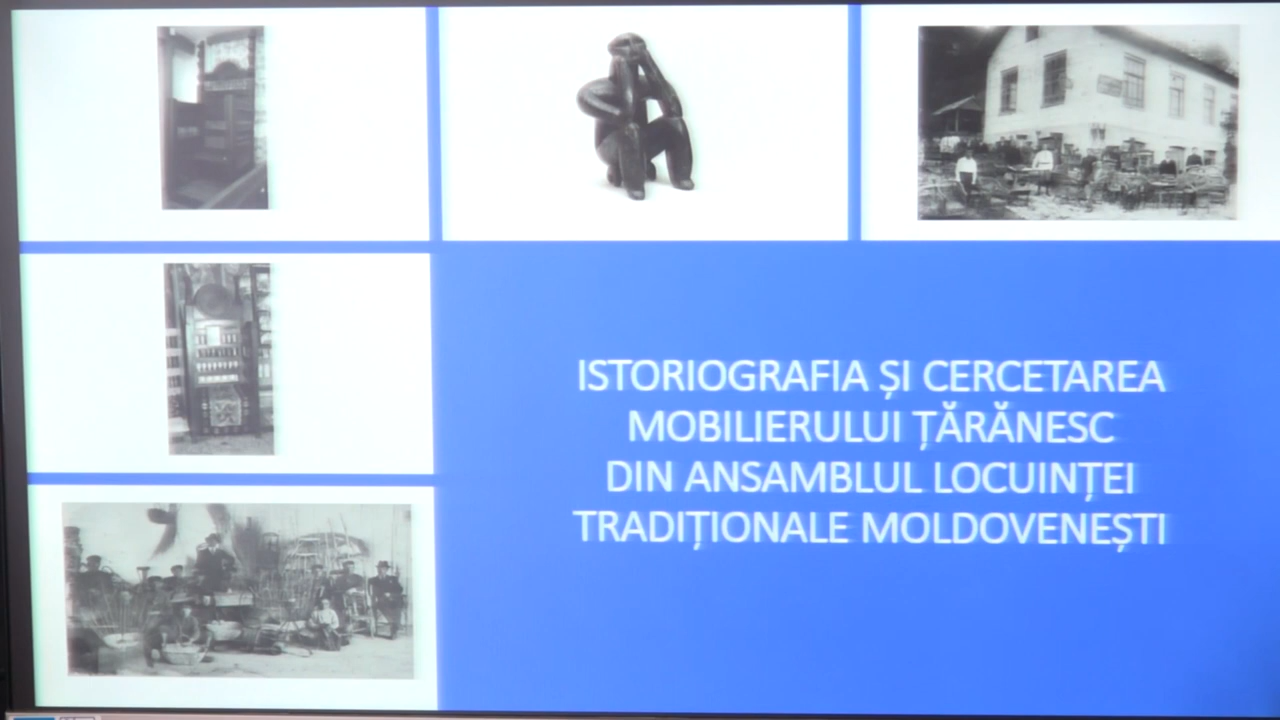 ISTORIOGRAFIA ȘI CERCETAREA
MOBILIERULUI ȚĂRĂNESC
DIN ANSAMBLUL LOCUINȚEI
TRADIȚIONALE MOLDOVENEȘTI